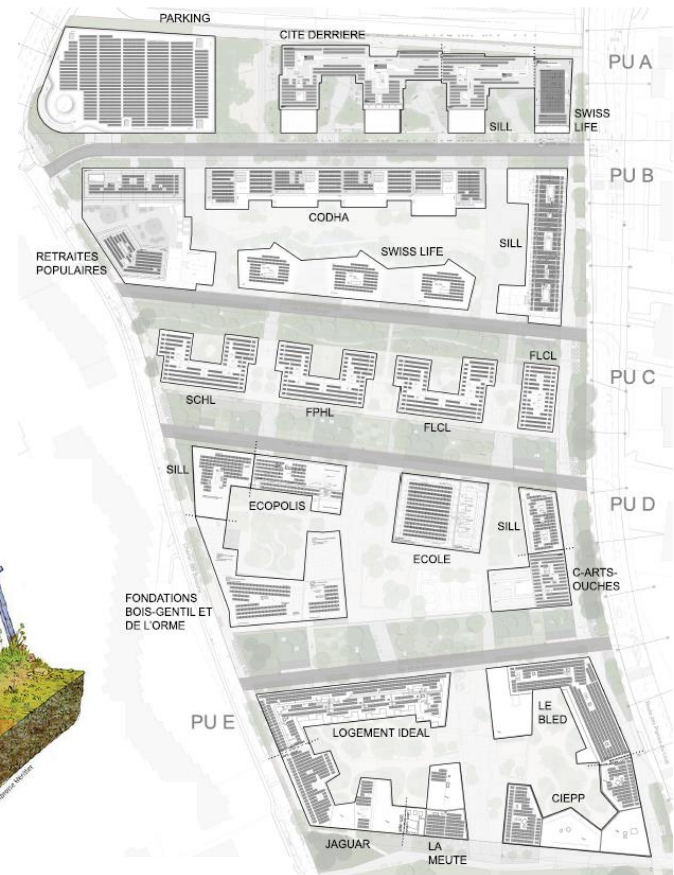 PARKING
CITE DERRIERE
PU A
SILL
SWISS
LIFE
PU B
CODHA
SILL
SWISS LIFE
RETRAITES
POPULAIRES
FLCL
PU C
SCHL
FPHL
FLCL
SILL
ECOPOLIS
ECOLE
SILL
PU D
C-ARTS-
OUCHES
FONDATIONS
BOIS-GENTIL ET
DE L'ORME
LE
BLED
PU E
LOGEMENT IDEAL
CIEPP
JAGUAR
LA
MEUTE